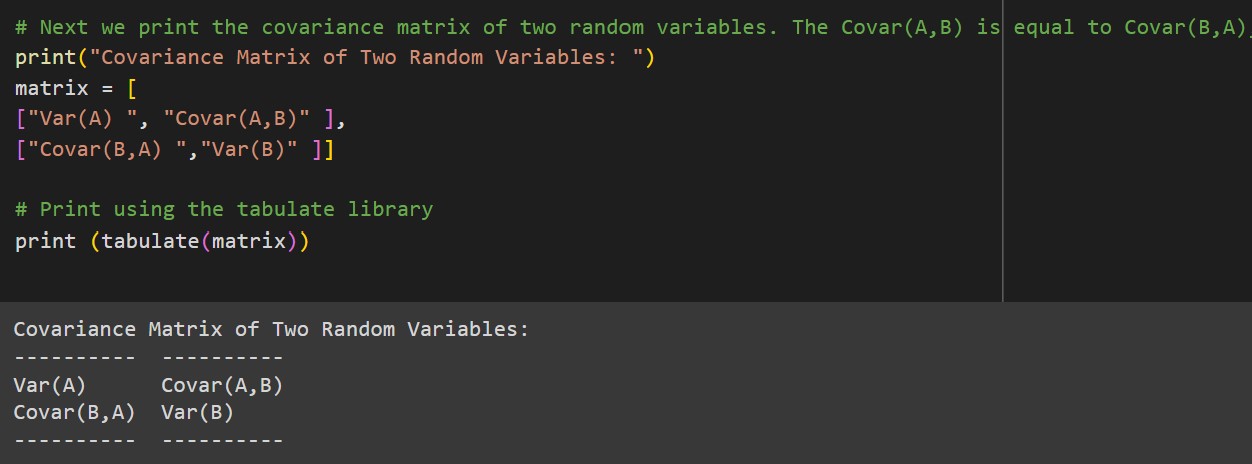 # Next we print the covariance matrix of two random variables. The Covar(A,B) is equal to Covar(B,A)
print("Covariance Matrix of Two Random Variables: ")
matrix = [
["Var(A) ", "Covar(A,B)" ],
["Covar(B,A) ","Var(B)" ]]
# Print using the tabulate library
print (tabulate(matrix))
Covariance Matrix of Two Random Variables:
----------  ----------
Var(A)      Covar(A,B)
Covar(B,A)  Var(B)
----------  ----------